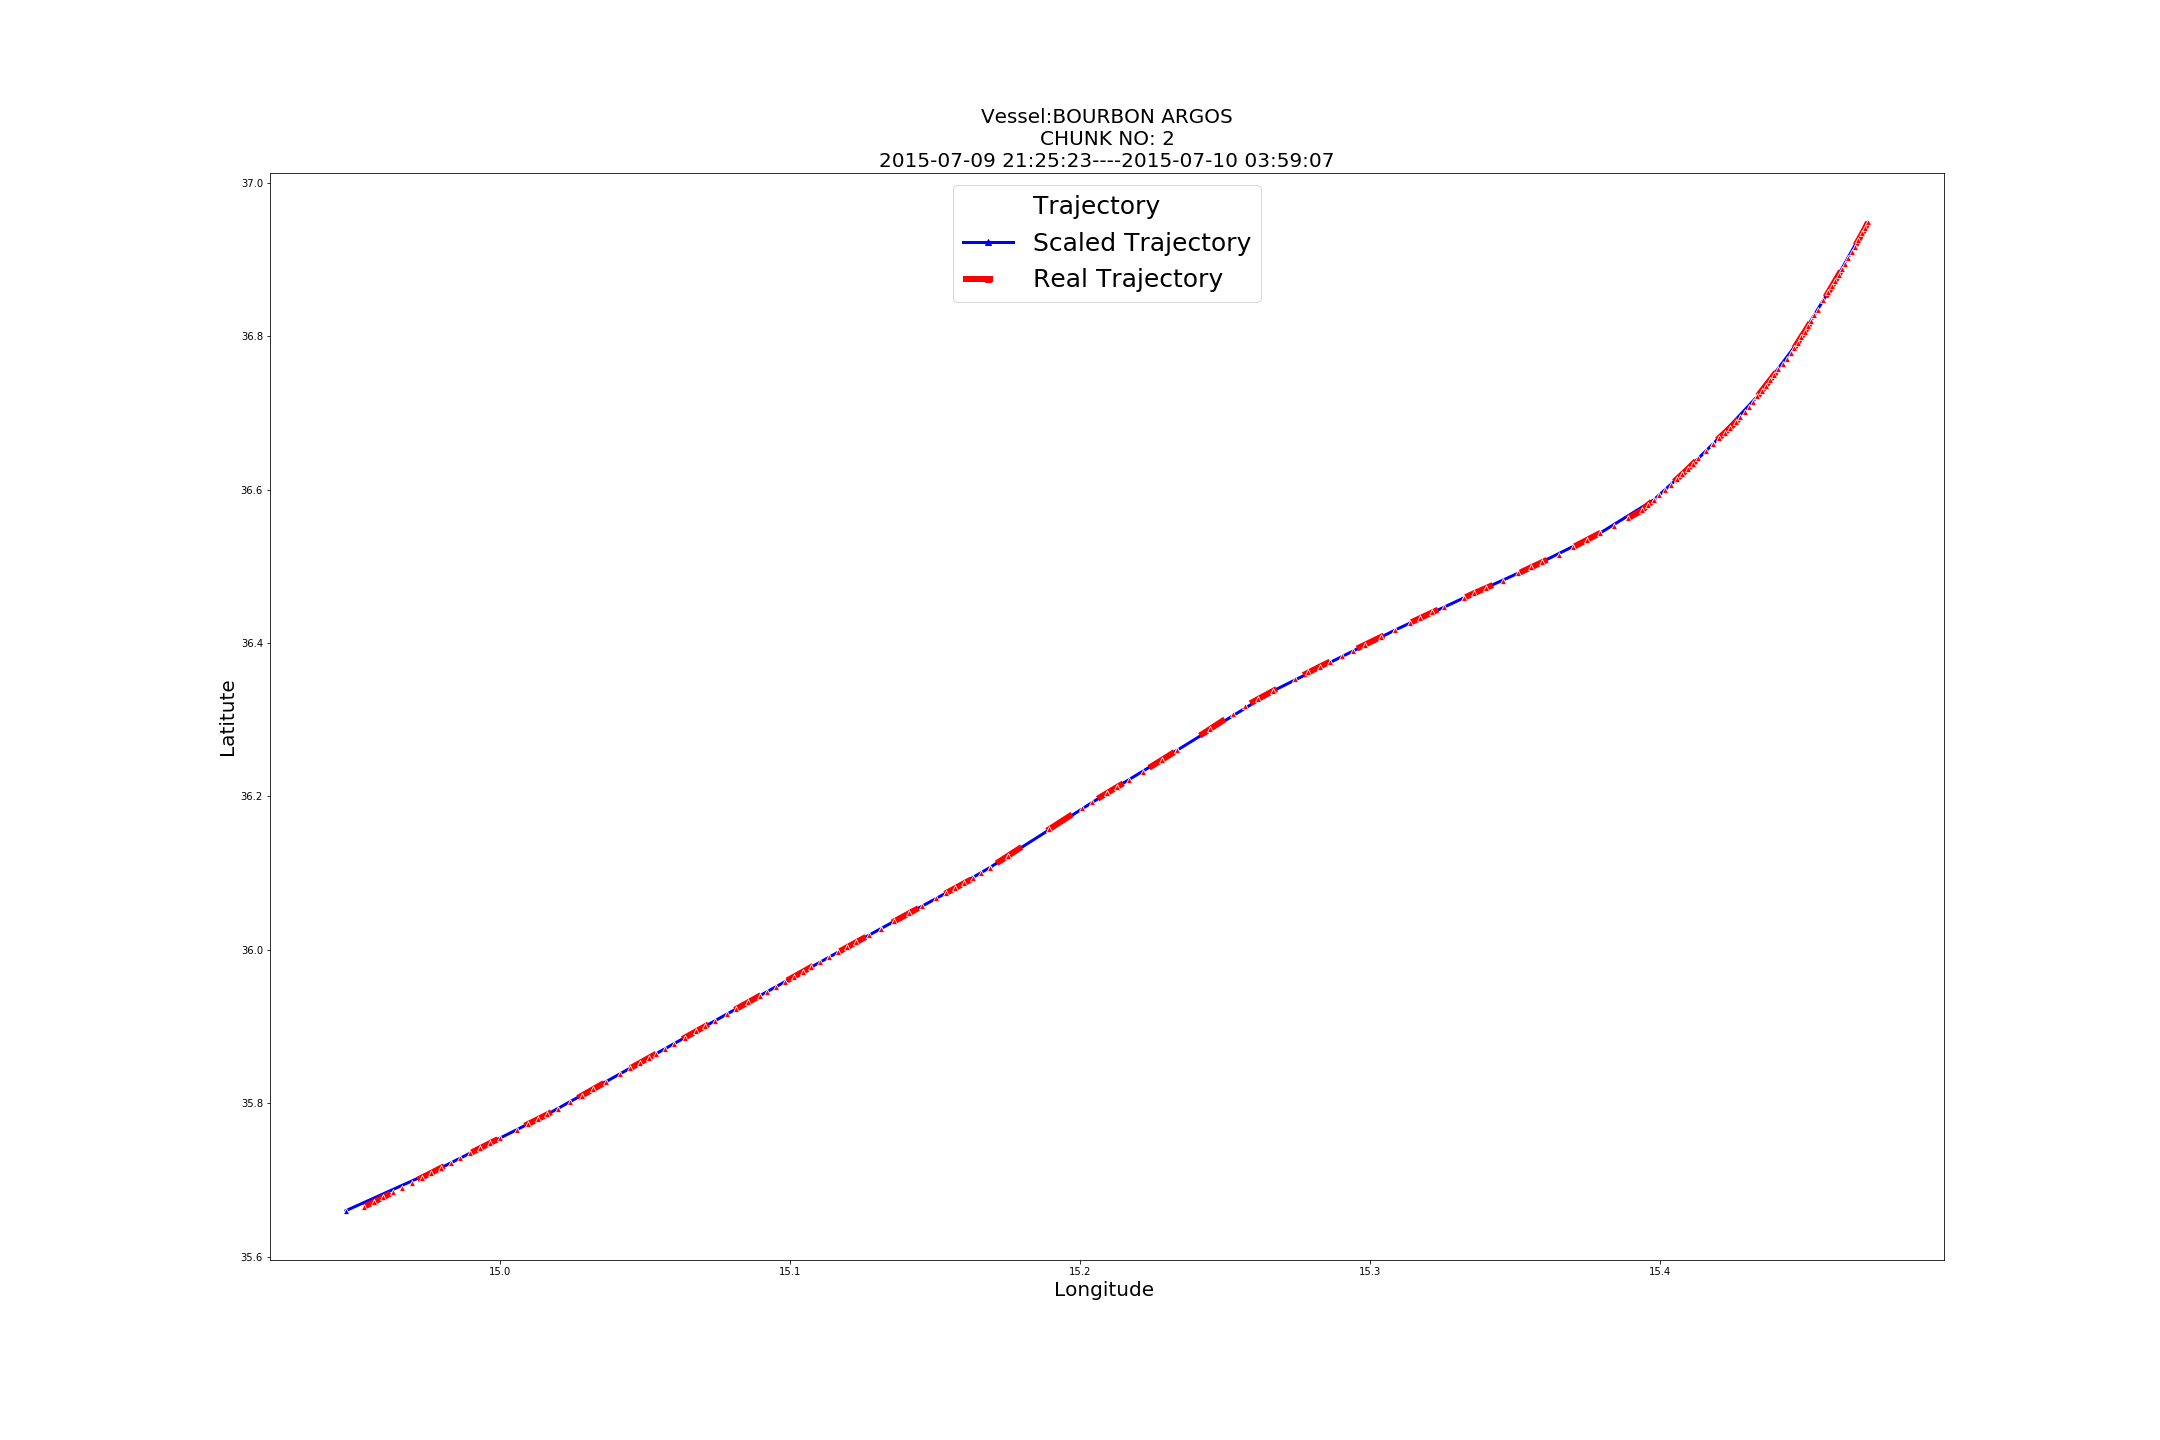 Vessel:BOURBON ARGOS
CHUNK NO: 2
2015-07-09 21:25:23----2015-07-10 03:59:07
Trajectory
Scaled Trajectory
Real Trajectory
37.0
36.8
36.6
36.4
36.2
36.0
35.8
35.6
Latitute
15.0 15.1 15.2 15.3 15.4
Longitude